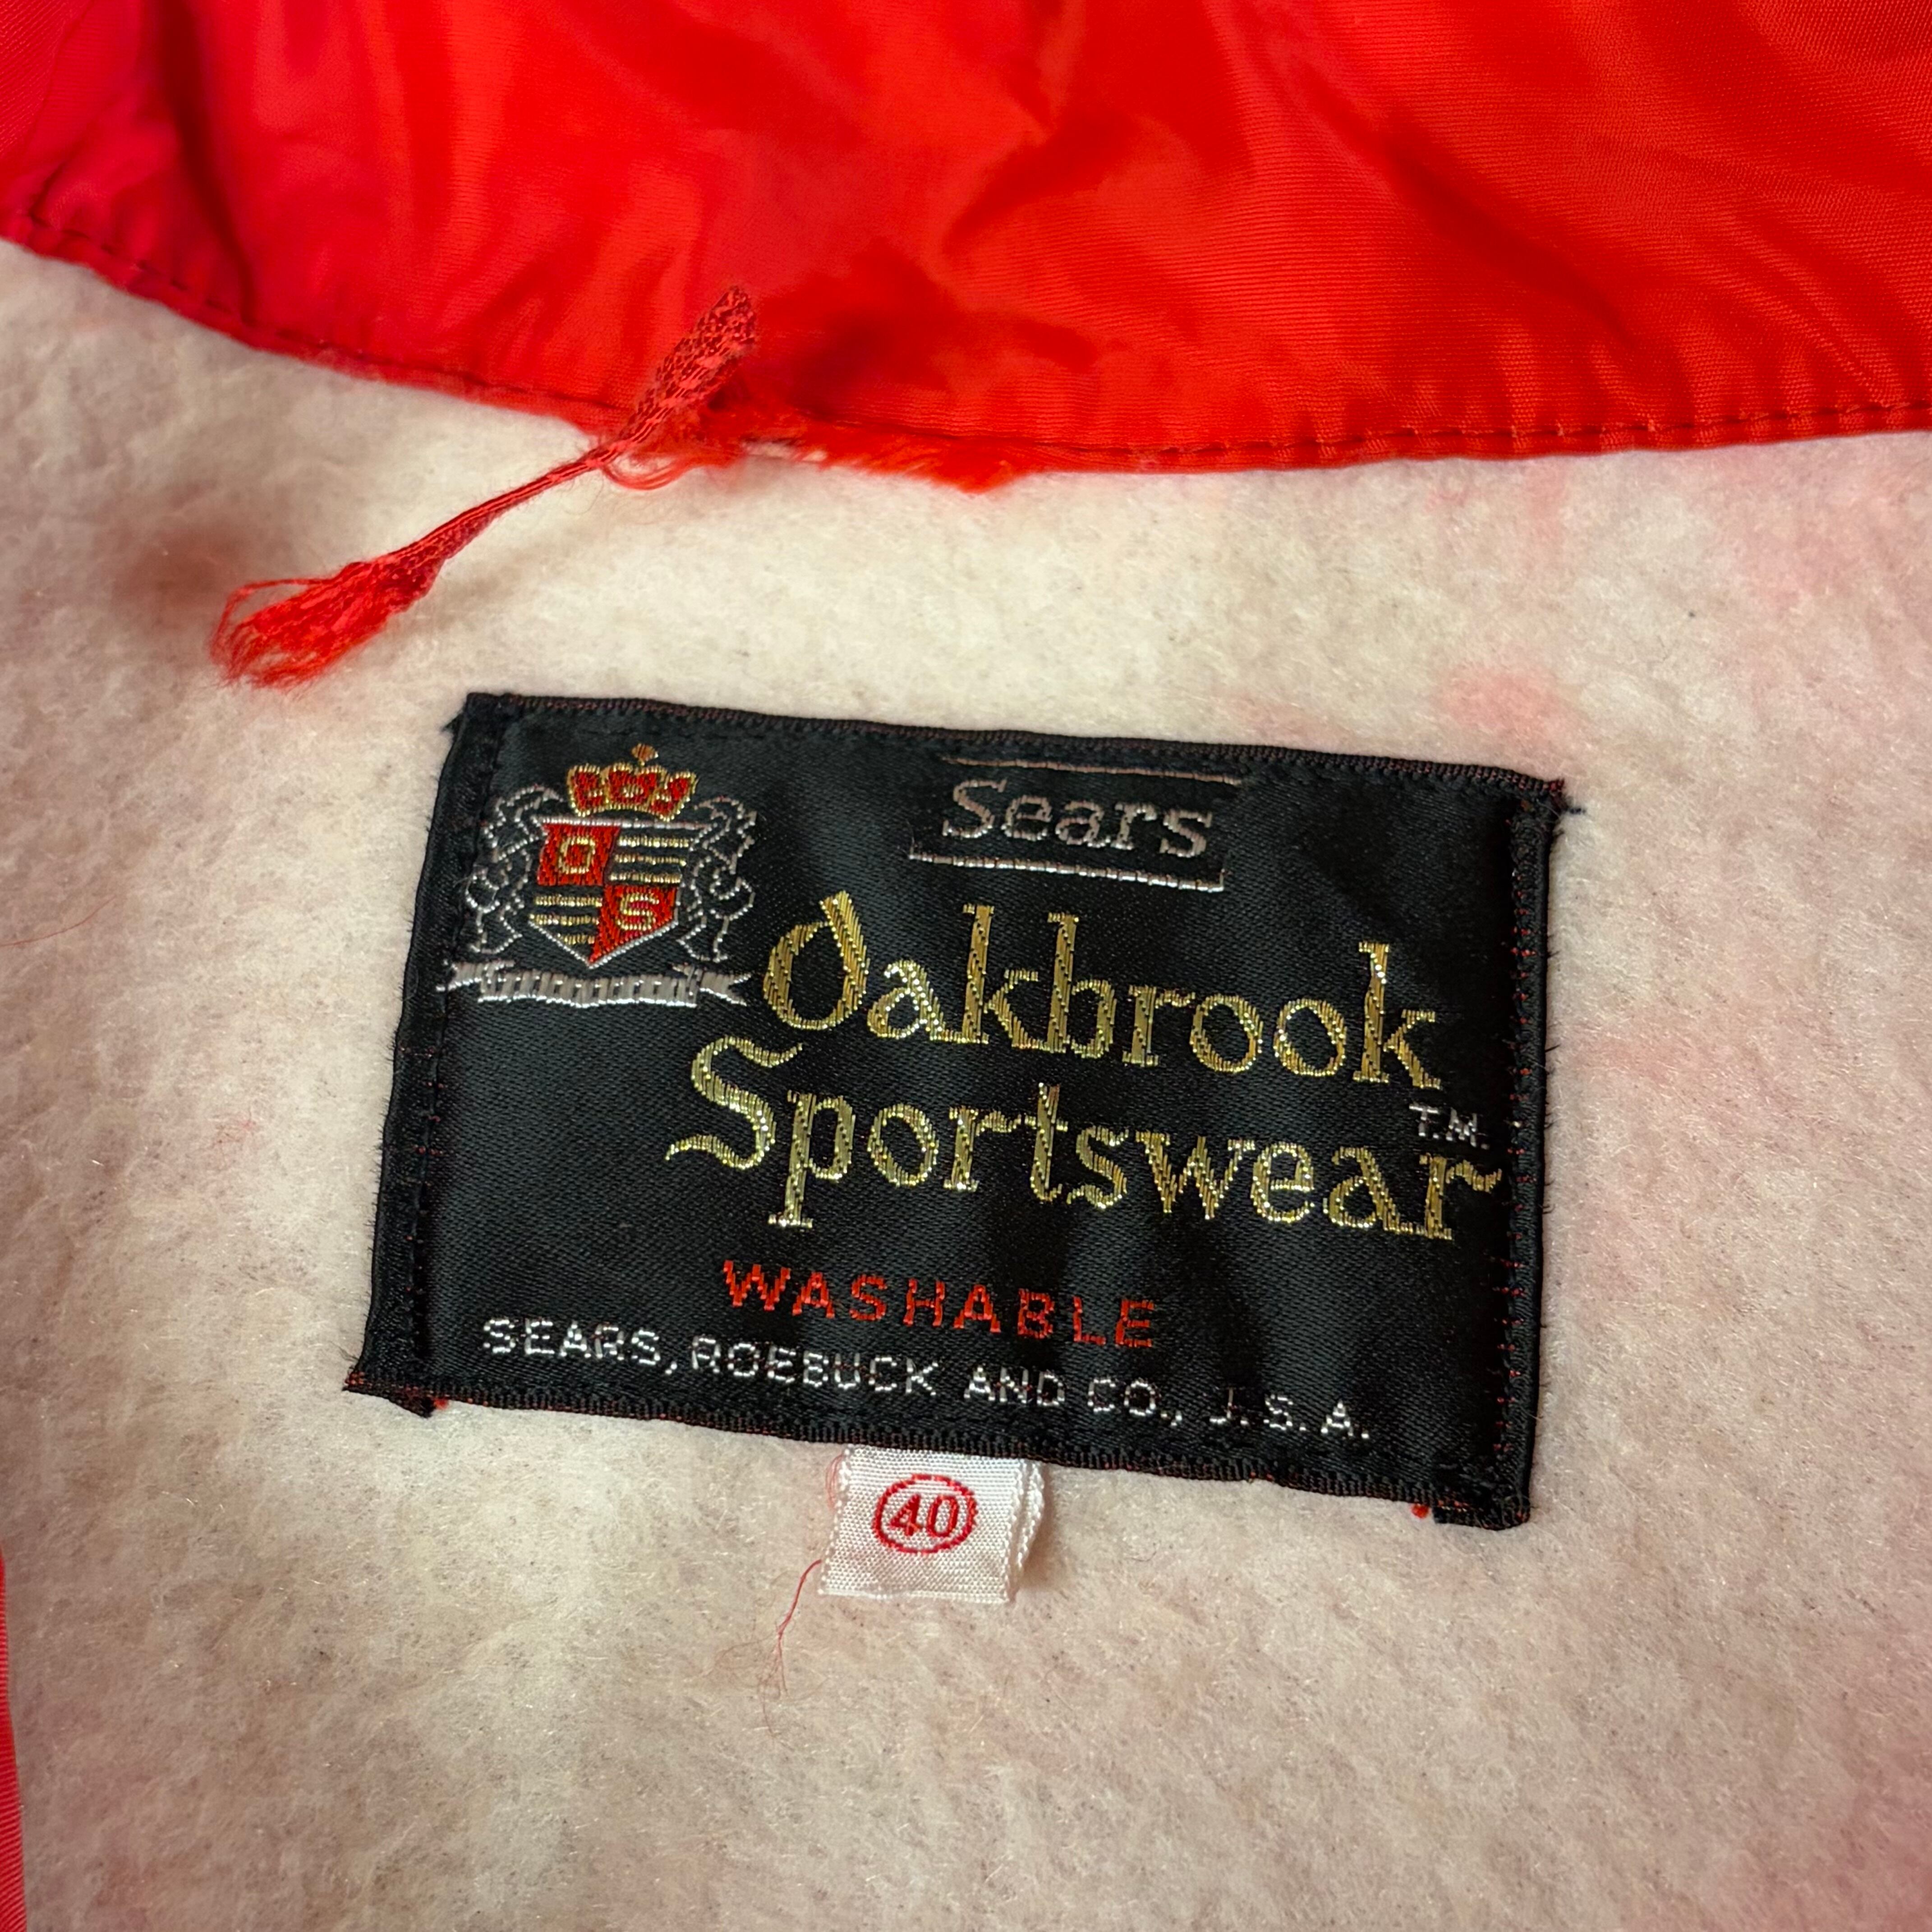 Sears
O
S
Oakbrook
Sportswear T.M.
WASHABLE
SEARS, ROEBUCK AND CO., U.S.A.
40